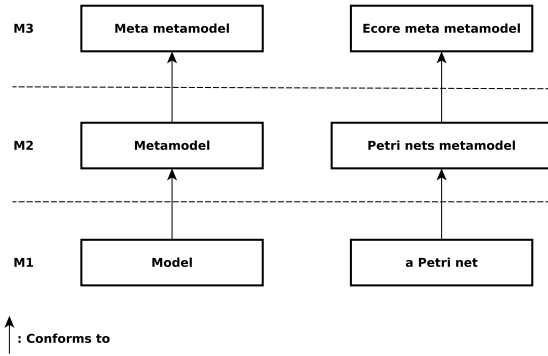 M3
Meta metamodel
Ecore meta metamodel
M2
Metamodel
Petri nets metamodel
M1
Model
a Petri net
: Conforms to